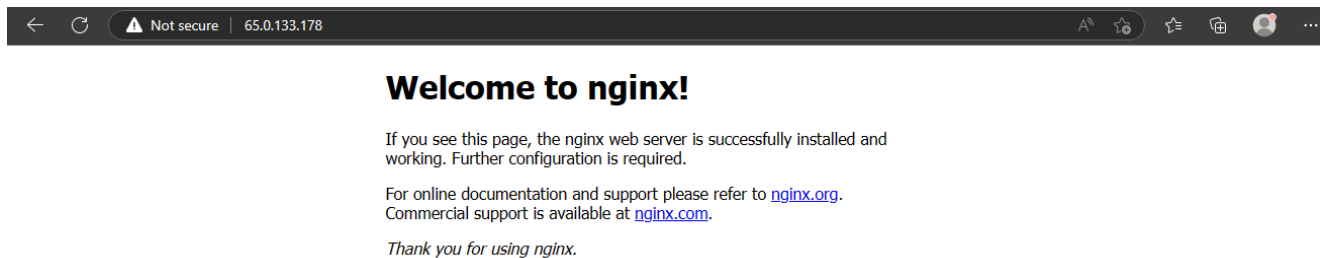 Not secure
65.0.133.178
Welcome to nginx!
If you see this page, the nginx web server is successfully installed and
working. Further configuration is required.
For online documentation and support please refer to nginx.org.
Commercial support is available at nginx.com.
Thank you for using nginx.